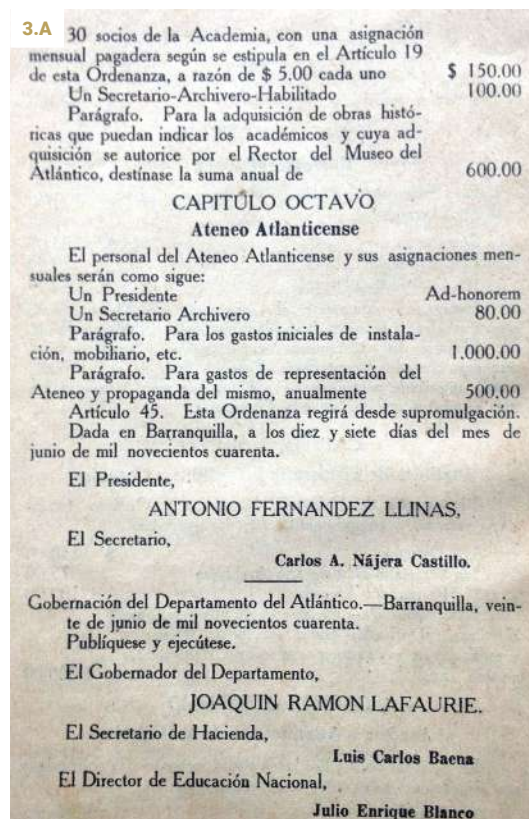 3.A
30 socios de la Academia, con una asignación
mensual pagadera según se estipula en el Artículo 19
de esta Ordenanza, a razón de $ 5.00 cada uno $ 150.00
Un Secretario-Archivero-Habilitado 100.00
Parágrafo. Para la adquisición de obras histó-
ricas que puedan indicar los académicos y cuya ad-
quisición se autorice por el Rector del Museo del
Atlántico, destínase la suma anual de 600.00
CAPITULO OCTAVO
Ateneo Atlanticense
El personal del Ateneo Atlanticense y sus asignaciones men-
suales serán como sigue:
Un Presidente Ad-honorem
Un Secretario Archivero 80.00
Parágrafo. Para los gastos iniciales de instala-
ción, mobiliario, etc. 1.000.00
Parágrafo. Para gastos de representación del
Ateneo y propaganda del mismo, anualmente 500.00
Artículo 45. Esta Ordenanza regirá desde supromulgación.
Dada en Barranquilla, a los diez y siete días del mes de
junio de mil novecientos cuarenta.
El Presidente,
ANTONIO FERNANDEZ LLINAS,
El Secretario,
Carlos A. Nájera Castillo.
Gobernación del Departamento del Atlántico.—Barranquilla, vein-
te de junio de mil novecientos cuarenta.
Publíquese y ejecútese.
El Gobernador del Departamento,
JOAQUIN RAMON LAFAURIE.
El Secretario de Hacienda,
Luis Carlos Baena
El Director de Educación Nacional,
Julio Enrique Blanco